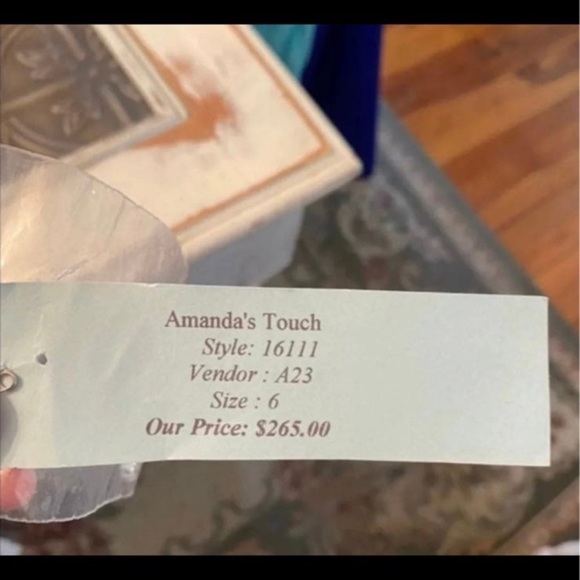 Amanda's Touch
Style: 16111
Vendor : A23
Size : 6
Our Price: $265.00